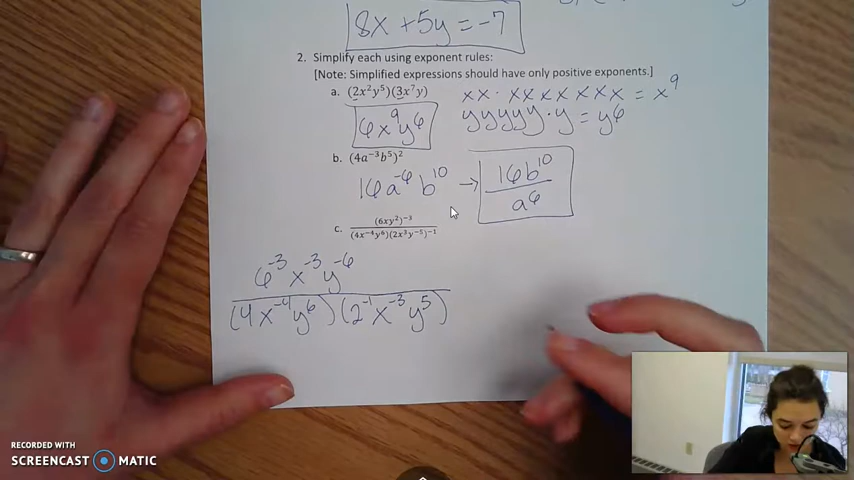 8x + 5y = -7
2. Simplify each using exponent rules:
[Note: Simplified expressions should have only positive exponents.]
a. (2x²y⁵)(3x⁷y)
xx · xxxxxxx = x⁹
yyyyy · y = y⁶
6x⁹y⁶
b. (4a⁻³b⁵)²
16a⁻⁶b¹⁰ → 16b¹⁰/a⁶
c. (6xy²)⁻³/(4x⁻⁴y⁶)(2x³y⁻⁵)⁻¹
6⁻³x⁻³y⁻⁶
(4x⁻⁴y⁶)(2⁻¹x⁻³y⁵)
RECORDED WITH
SCREENCAST MATIC